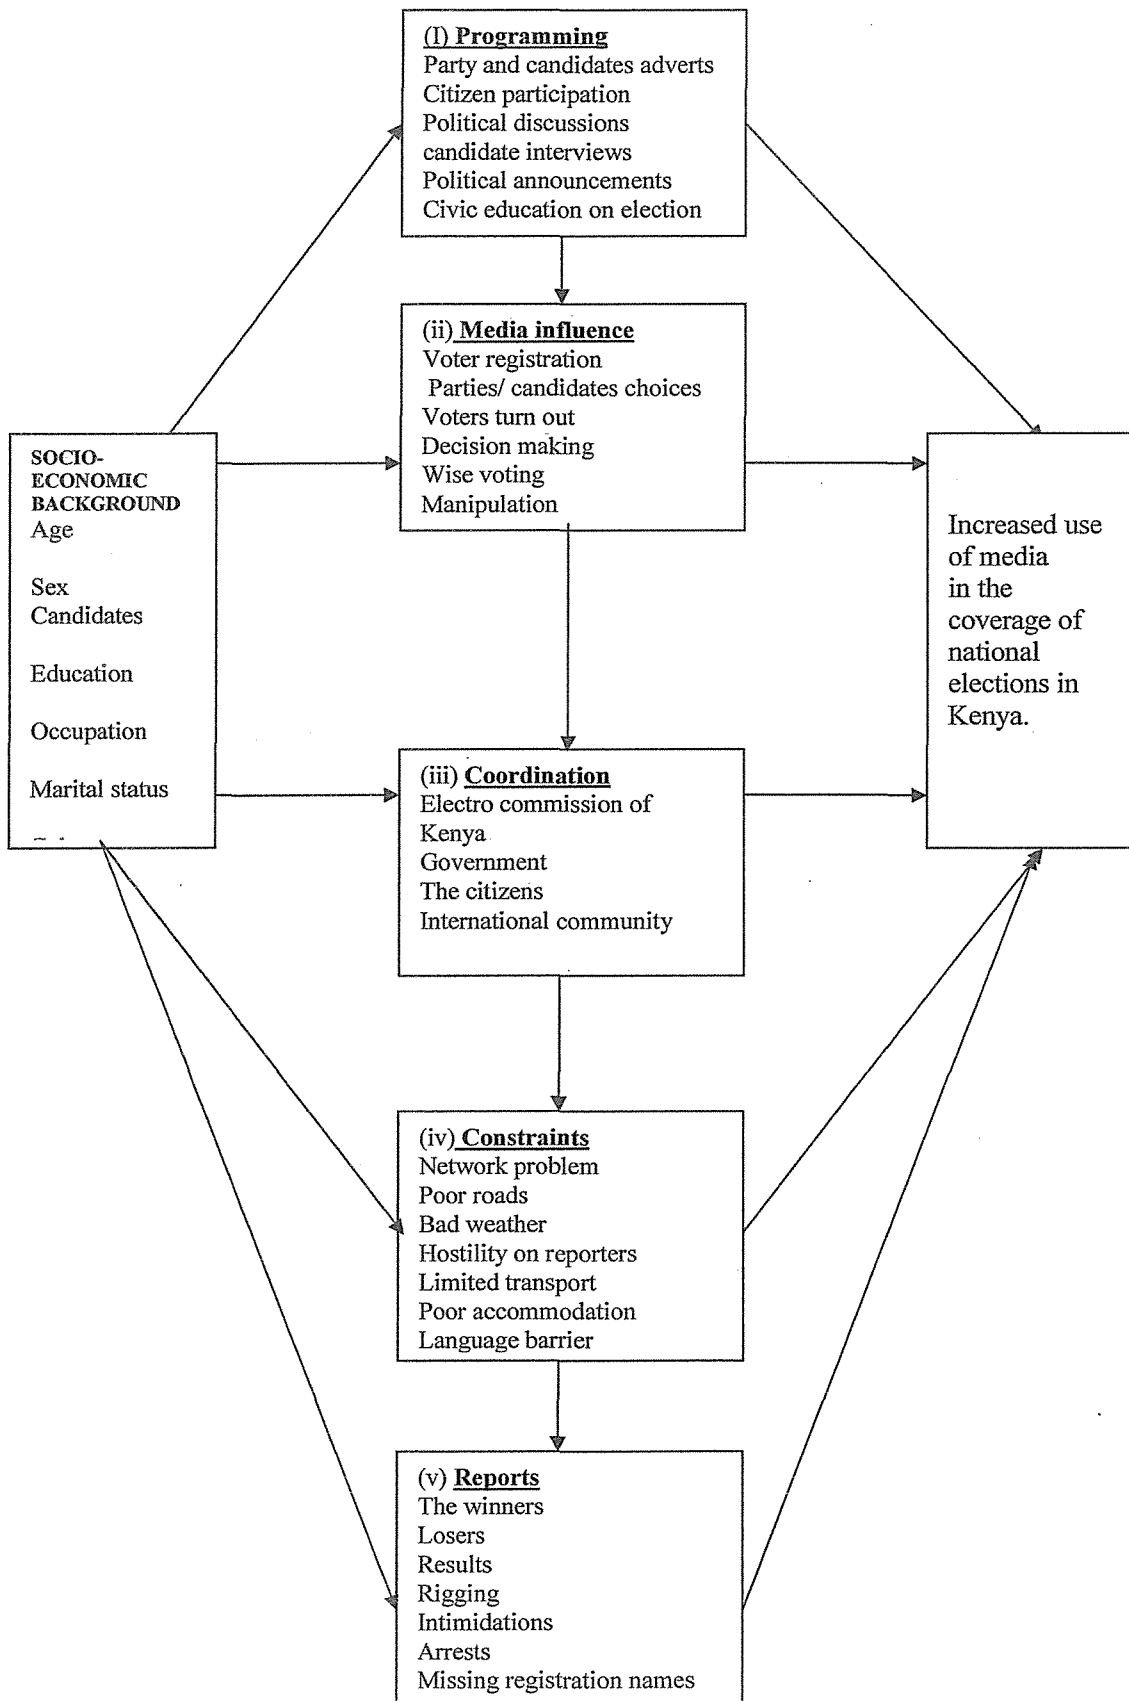 (I) Programming
Party and candidates adverts
Citizen participation
Political discussions
candidate interviews
Political announcements
Civic education on election
(ii) Media influence
Voter registration
Parties/ candidates choices
Voters turn out
Decision making
Wise voting
Manipulation
SOCIO-
ECONOMIC
BACKGROUND
Age
Sex
Candidates
Education
Occupation
Marital status
Increased use
of media
in the
coverage of
national
elections in
Kenya.
(iii) Coordination
Electro commission of
Kenya
Government
The citizens
International community
(iv) Constraints
Network problem
Poor roads
Bad weather
Hostility on reporters
Limited transport
Poor accommodation
Language barrier
(v) Reports
The winners
Losers
Results
Rigging
Intimidations
Arrests
Missing registration names